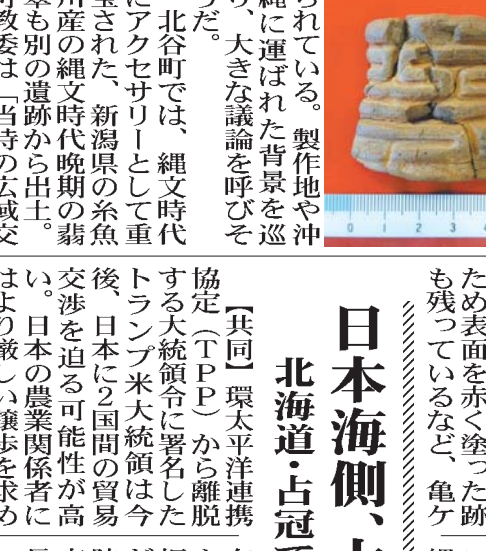 られている。製作地や沖
縄に運ばれた背景を巡
り、大きな議論を呼びそ
うだ。
北谷町では、縄文時代
にアクセサリーとして重
宝された、新潟県の糸魚
川産の縄文時代晩期の翡
翠も別の遺跡から出土。
町教委は「当時の広域交
0 1 2 3 4
ため表面を赤く塗った跡
も残っているなど、亀ケ
日本海側、
北海道・占冠
【共同】環太平洋連携
協定（ＴＰＰ）から離脱
する大統領令に署名した
トランプ米大統領は今
後、日本に２国間の貿易
交渉を迫る可能性が高
い。日本の農業関係者に
はより厳しい譲歩を求め